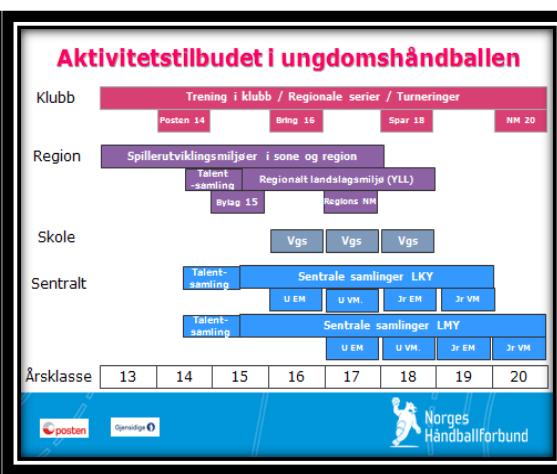 Aktivitetstilbudet i ungdomshåndballen
Klubb
Trening i klubb / Regionale serier / Turneringer
Posten 14
Bring 16
Spar 18
NM 20
Region
Spillerutviklingsmiljøer i sone og region
Talent
-samling
Regionalt landslagsmiljø (YLL)
Bylag 15
Regions NM
Skole
Vgs
Vgs
Vgs
Sentralt
Talent-
samling
Sentrale samlinger LKY
U EM
U VM.
Jr EM
Jr VM
Talent-
samling
Sentrale samlinger LMY
U EM
U VM.
Jr EM
Jr VM
Årsklasse
13
14
15
16
17
18
19
20
posten
Gjensidige
Norges
Håndballforbund